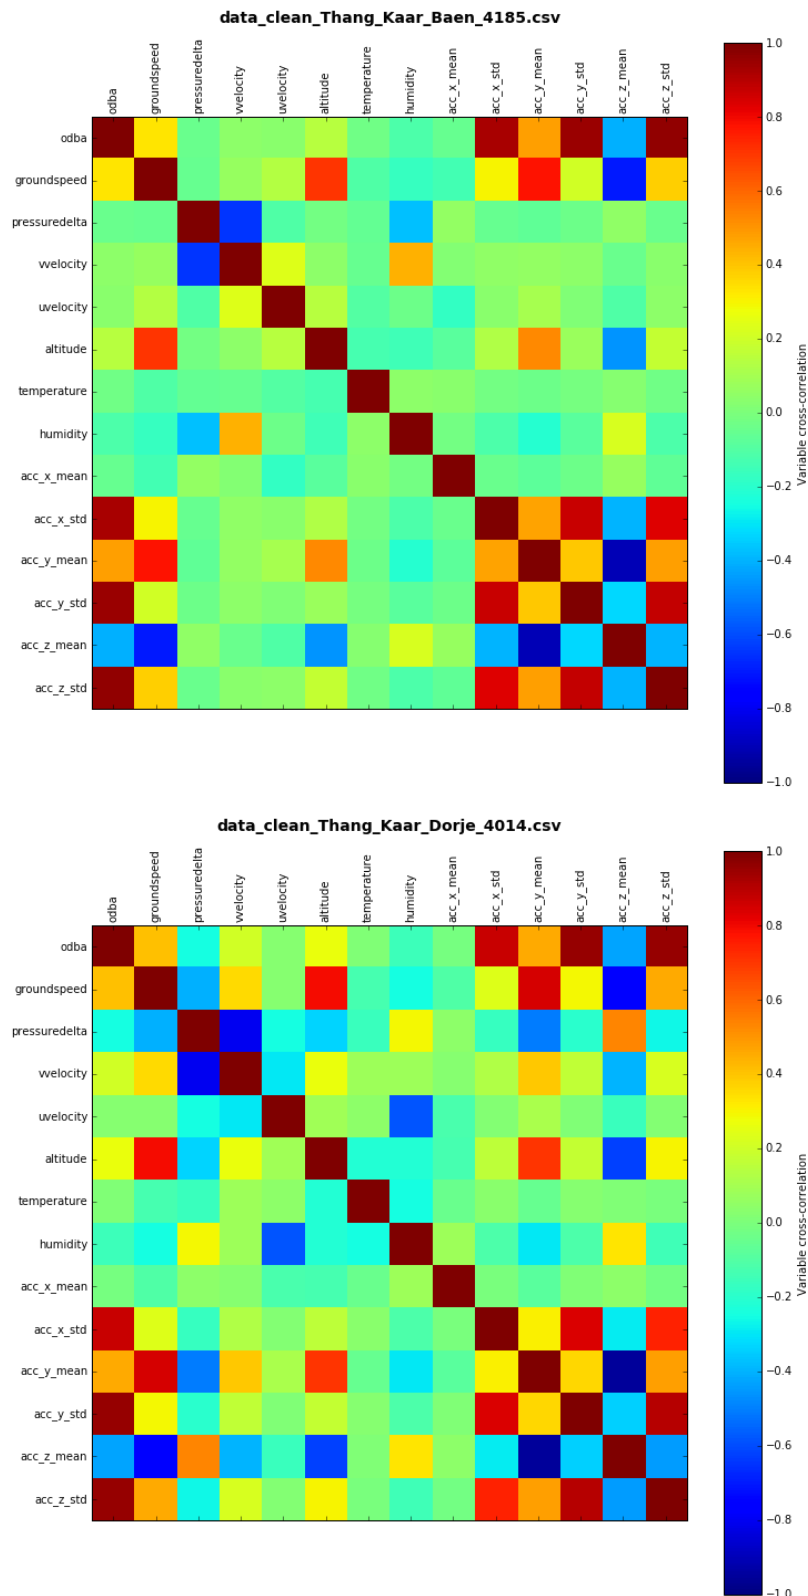 data_clean_Thang_Kaar_Baen_4185.csv
odba groundspeed pressuredelta vvelocity uvelocity altitude temperature humidity acc_x_mean acc_x_std acc_y_mean acc_y_std acc_z_mean acc_z_std
odba
groundspeed
pressuredelta
vvelocity
uvelocity
altitude
temperature
humidity
acc_x_mean
acc_x_std
acc_y_mean
acc_y_std
acc_z_mean
acc_z_std
1.0
0.8
0.6
0.4
0.2
0.0
−0.2
−0.4
−0.6
−0.8
−1.0
Variable cross-correlation
data_clean_Thang_Kaar_Dorje_4014.csv
odba groundspeed pressuredelta vvelocity uvelocity altitude temperature humidity acc_x_mean acc_x_std acc_y_mean acc_y_std acc_z_mean acc_z_std
odba
groundspeed
pressuredelta
vvelocity
uvelocity
altitude
temperature
humidity
acc_x_mean
acc_x_std
acc_y_mean
acc_y_std
acc_z_mean
acc_z_std
1.0
0.8
0.6
0.4
0.2
0.0
−0.2
−0.4
−0.6
−0.8
−1.0
Variable cross-correlation